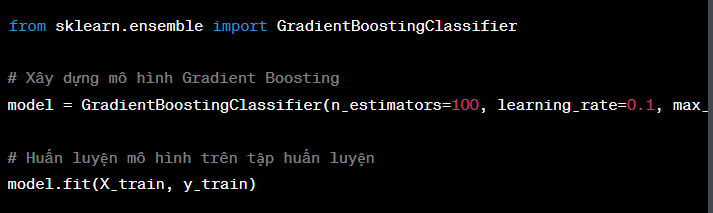 from sklearn.ensemble import GradientBoostingClassifier
# Xây dựng mô hình Gradient Boosting
model = GradientBoostingClassifier(n_estimators=100, learning_rate=0.1, max_
# Huấn luyện mô hình trên tập huấn luyện
model.fit(X_train, y_train)